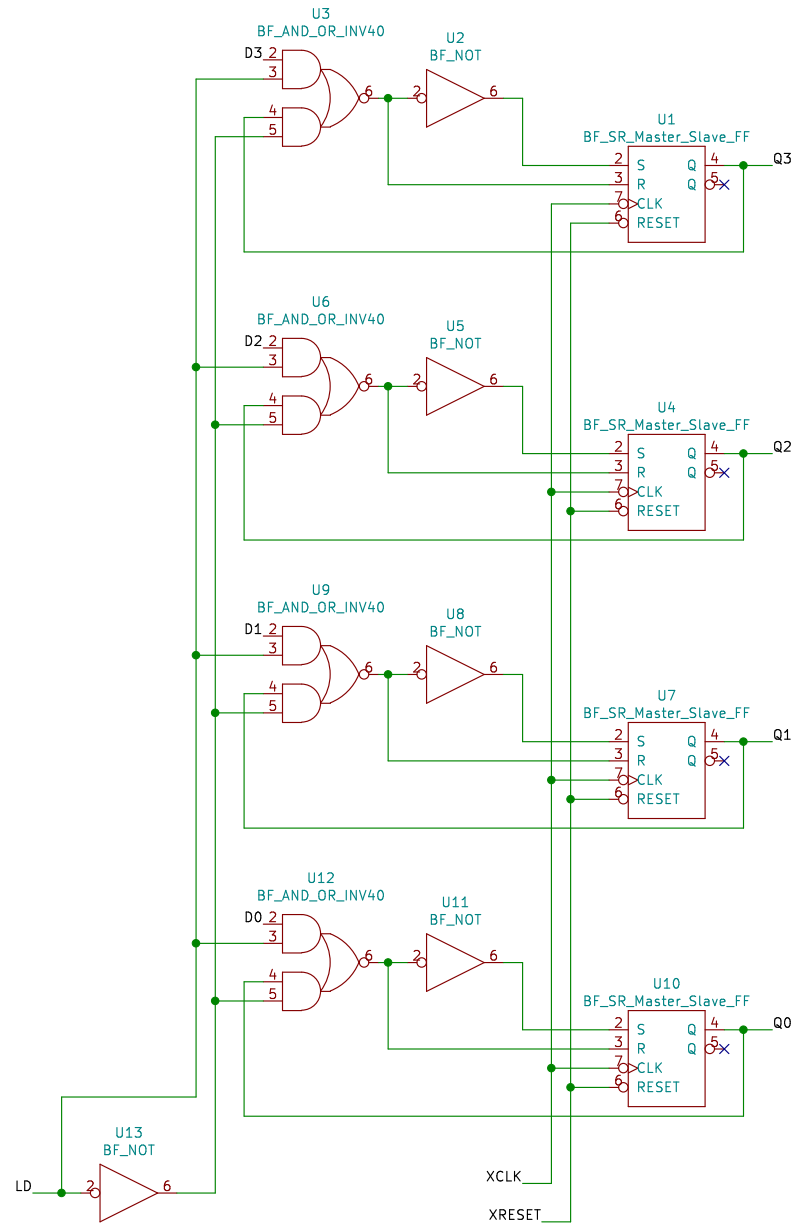 U3
BF_AND_OR_INV40
U2
BF_NOT
D3 2
3
4
5
6
2
6
U1
BF_SR_Master_Slave_FF
2 S Q 4
3 R Q 5
7 CLK
6 RESET
Q3
U6
BF_AND_OR_INV40
U5
BF_NOT
D2 2
3
4
5
6
2
6
U4
BF_SR_Master_Slave_FF
2 S Q 4
3 R Q 5
7 CLK
6 RESET
Q2
U9
BF_AND_OR_INV40
U8
BF_NOT
D1 2
3
4
5
6
2
6
U7
BF_SR_Master_Slave_FF
2 S Q 4
3 R Q 5
7 CLK
6 RESET
Q1
U12
BF_AND_OR_INV40
U11
BF_NOT
D0 2
3
4
5
6
2
6
U10
BF_SR_Master_Slave_FF
2 S Q 4
3 R Q 5
7 CLK
6 RESET
Q0
U13
BF_NOT
LD 2 6
XCLK
XRESET